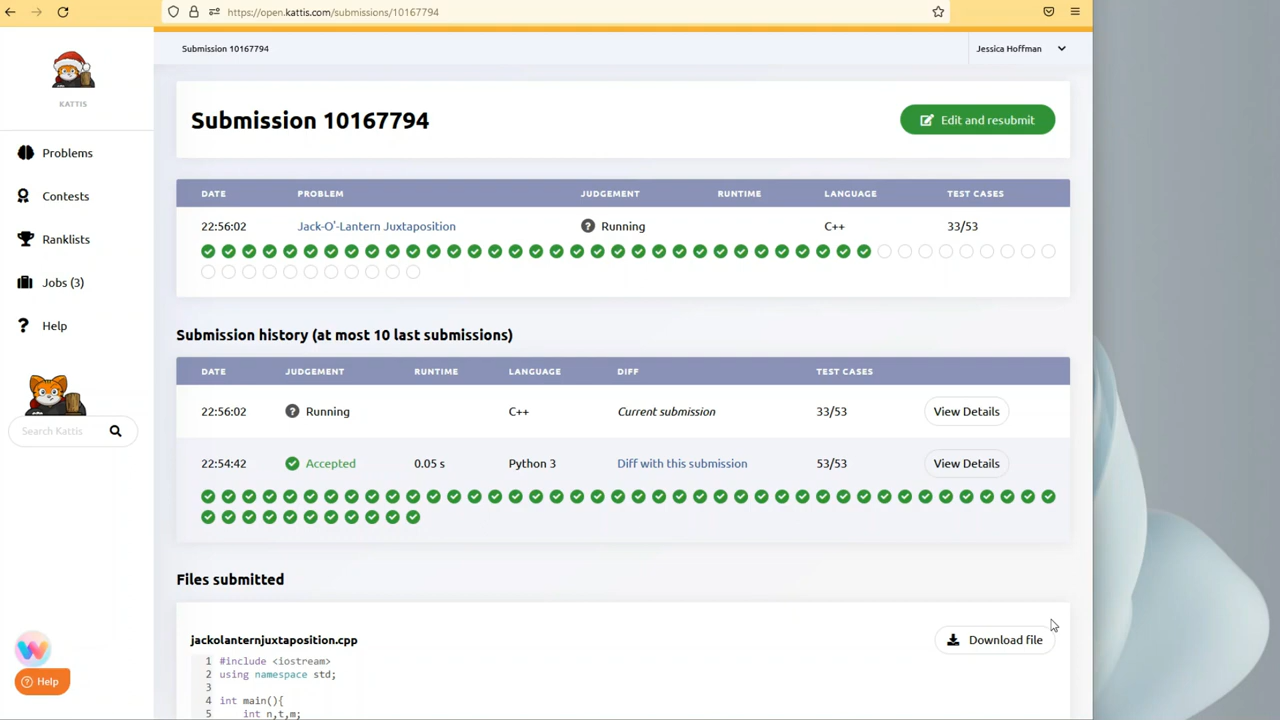 https://open.kattis.com/submissions/10167794
KATTIS
Problems
Contests
Ranklists
Jobs (3)
Help
Search Kattis
Help
Submission 10167794
Jessica Hoffman
Submission 10167794
Edit and resubmit
DATE PROBLEM JUDGEMENT RUNTIME LANGUAGE TEST CASES
22:56:02 Jack-O'-Lantern Juxtaposition Running C++ 33/53
Submission history (at most 10 last submissions)
DATE JUDGEMENT RUNTIME LANGUAGE DIFF TEST CASES
22:56:02 Running C++ Current submission 33/53 View Details
22:54:42 Accepted 0.05 s Python 3 Diff with this submission 53/53 View Details
Files submitted
jackolanternjuxtaposition.cpp
Download file
1 #include <iostream>
2 using namespace std;
3
4 int main(){
5 int n,t,m;